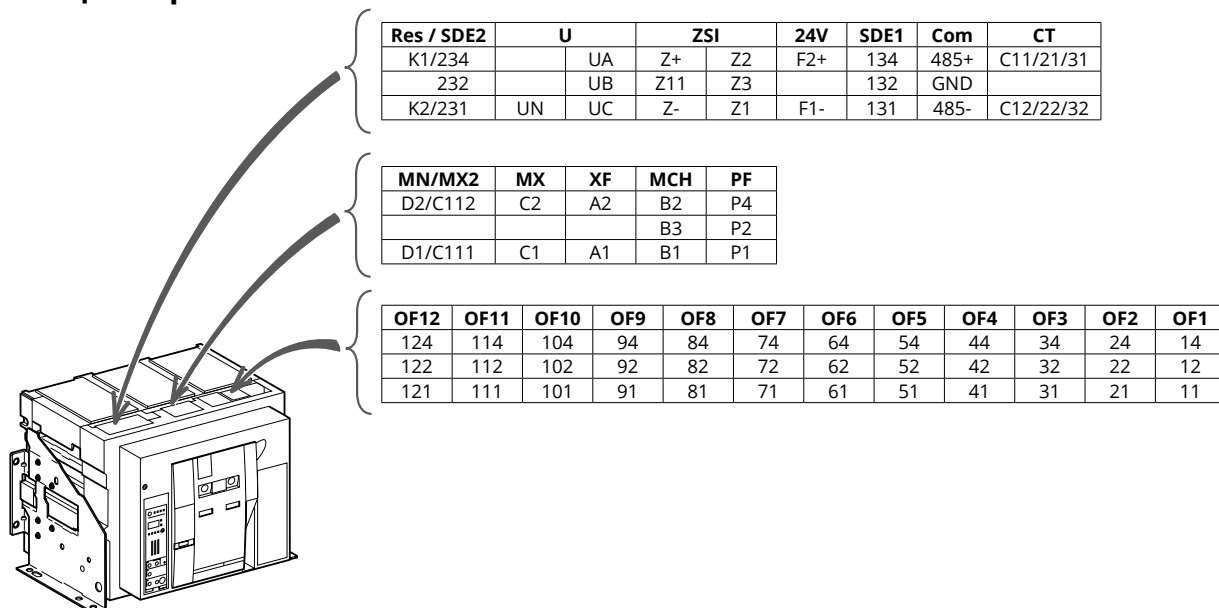 Res / SDE2 U ZSI 24V SDE1 Com CT
K1/234 UA Z+ Z2 F2+ 134 485+ C11/21/31
232 UB Z11 Z3 132 GND
K2/231 UN UC Z- Z1 F1- 131 485- C12/22/32
MN/MX2 MX XF MCH PF
D2/C112 C2 A2 B2 P4
B3 P2
D1/C111 C1 A1 B1 P1
OF12 OF11 OF10 OF9 OF8 OF7 OF6 OF5 OF4 OF3 OF2 OF1
124 114 104 94 84 74 64 54 44 34 24 14
122 112 102 92 82 72 62 52 42 32 22 12
121 111 101 91 81 71 61 51 41 31 21 11